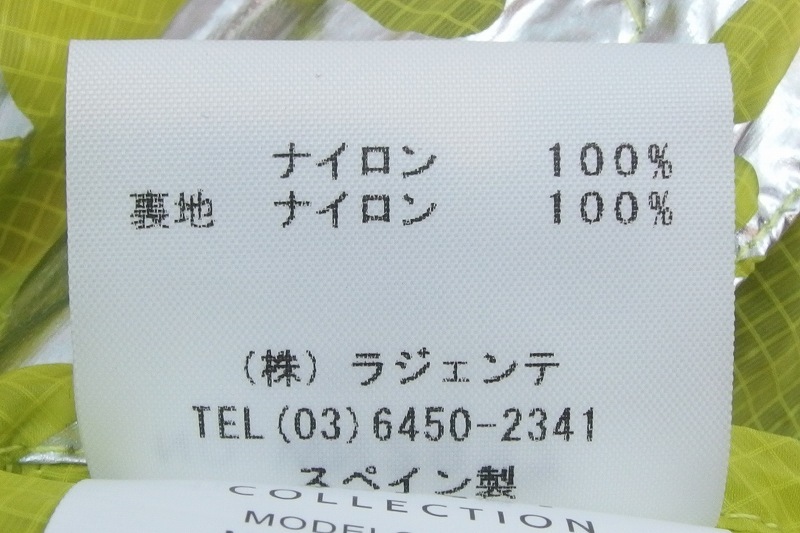 ナイロン 100%
裏地 ナイロン 100%
(株) ラジェンテ
TEL(03)6450-2341
スペイン製
COLLECTION